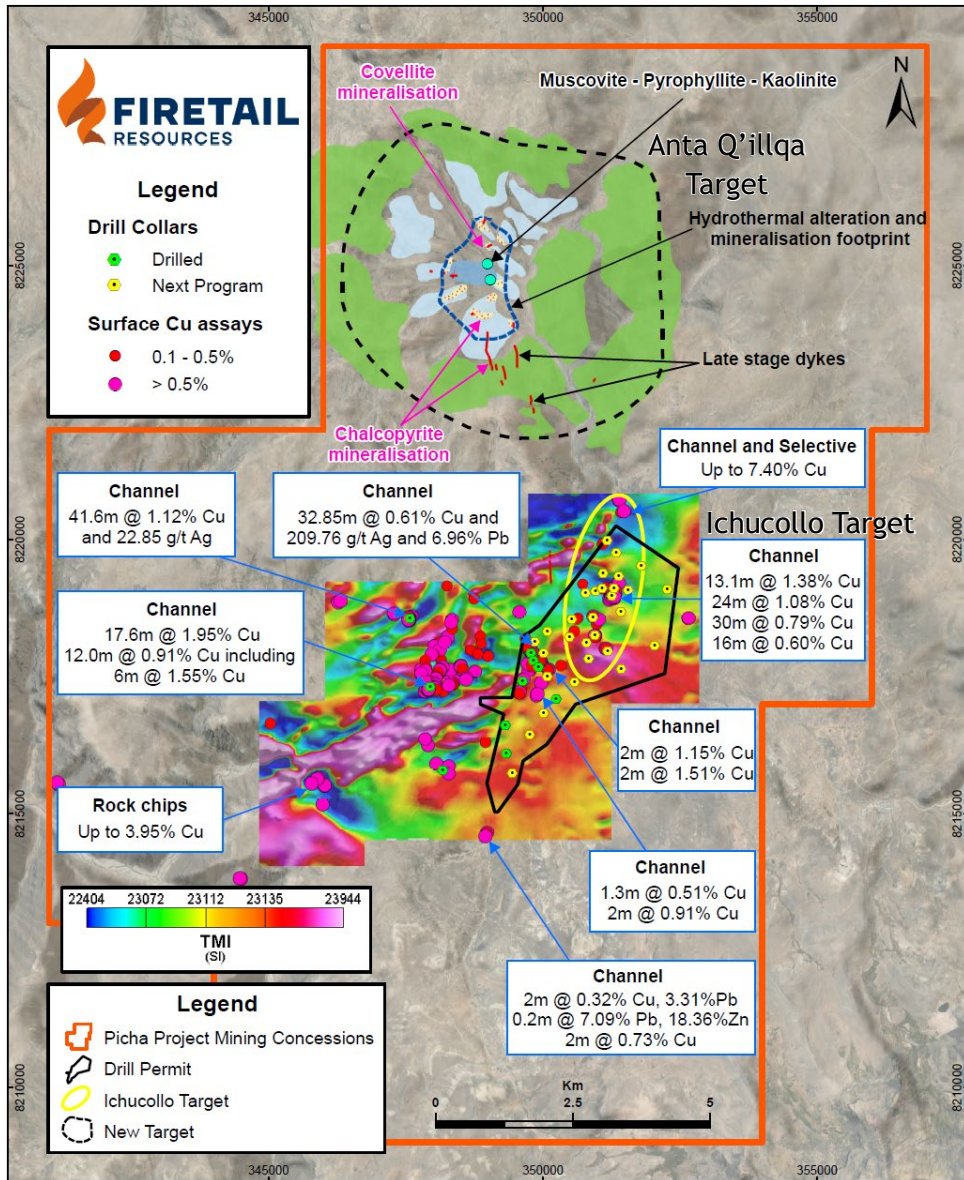 345000
350000
355000
FIRETAIL
RESOURCES
Legend
Drill Collars
Drilled
Next Program
Surface Cu assays
0.1 - 0.5%
> 0.5%
Covellite
mineralisation
Muscovite - Pyrophyllite - Kaolinite
N
Anta Q'illqa
Target
Hydrothermal alteration and
mineralisation footprint
8225000
8225000
Late stage dykes
Chalcopyrite
mineralisation
Channel and Selective
Up to 7.40% Cu
Channel
41.6m @ 1.12% Cu
and 22.85 g/t Ag
Channel
32.85m @ 0.61% Cu and
209.76 g/t Ag and 6.96% Pb
Ichucollo Target
8220000
8220000
Channel
13.1m @ 1.38% Cu
24m @ 1.08% Cu
30m @ 0.79% Cu
16m @ 0.60% Cu
Channel
17.6m @ 1.95% Cu
12.0m @ 0.91% Cu including
6m @ 1.55% Cu
2m @ 1.15% Cu
2m @ 1.51% Cu
Rock chips
Up to 3.95% Cu
8215000
8215000
Channel
1.3m @ 0.51% Cu
2m @ 0.91% Cu
22404 23072 23112 23135 23944
TMI
(SI)
Channel
2m @ 0.32% Cu, 3.31%Pb
0.2m @ 7.09% Pb, 18.36%Zn
2m @ 0.73% Cu
Legend
Picha Project Mining Concessions
Drill Permit
Ichucollo Target
New Target
Km
0 2.5 5
8210000
8210000
345000
350000
355000